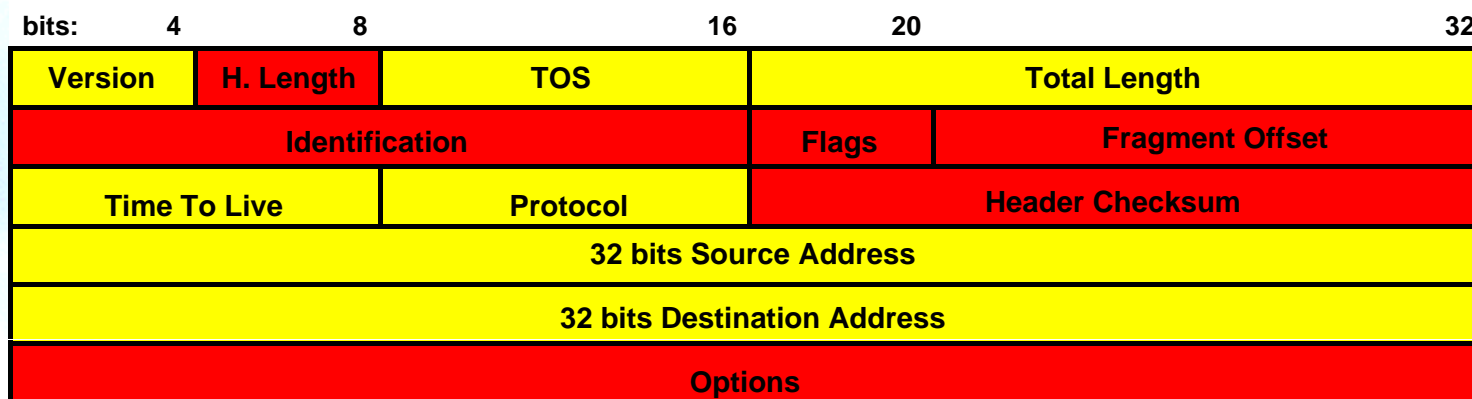 bits: 4 8 16 20 32
Version H. Length TOS Total Length
Identification Flags Fragment Offset
Time To Live Protocol Header Checksum
32 bits Source Address
32 bits Destination Address
Options